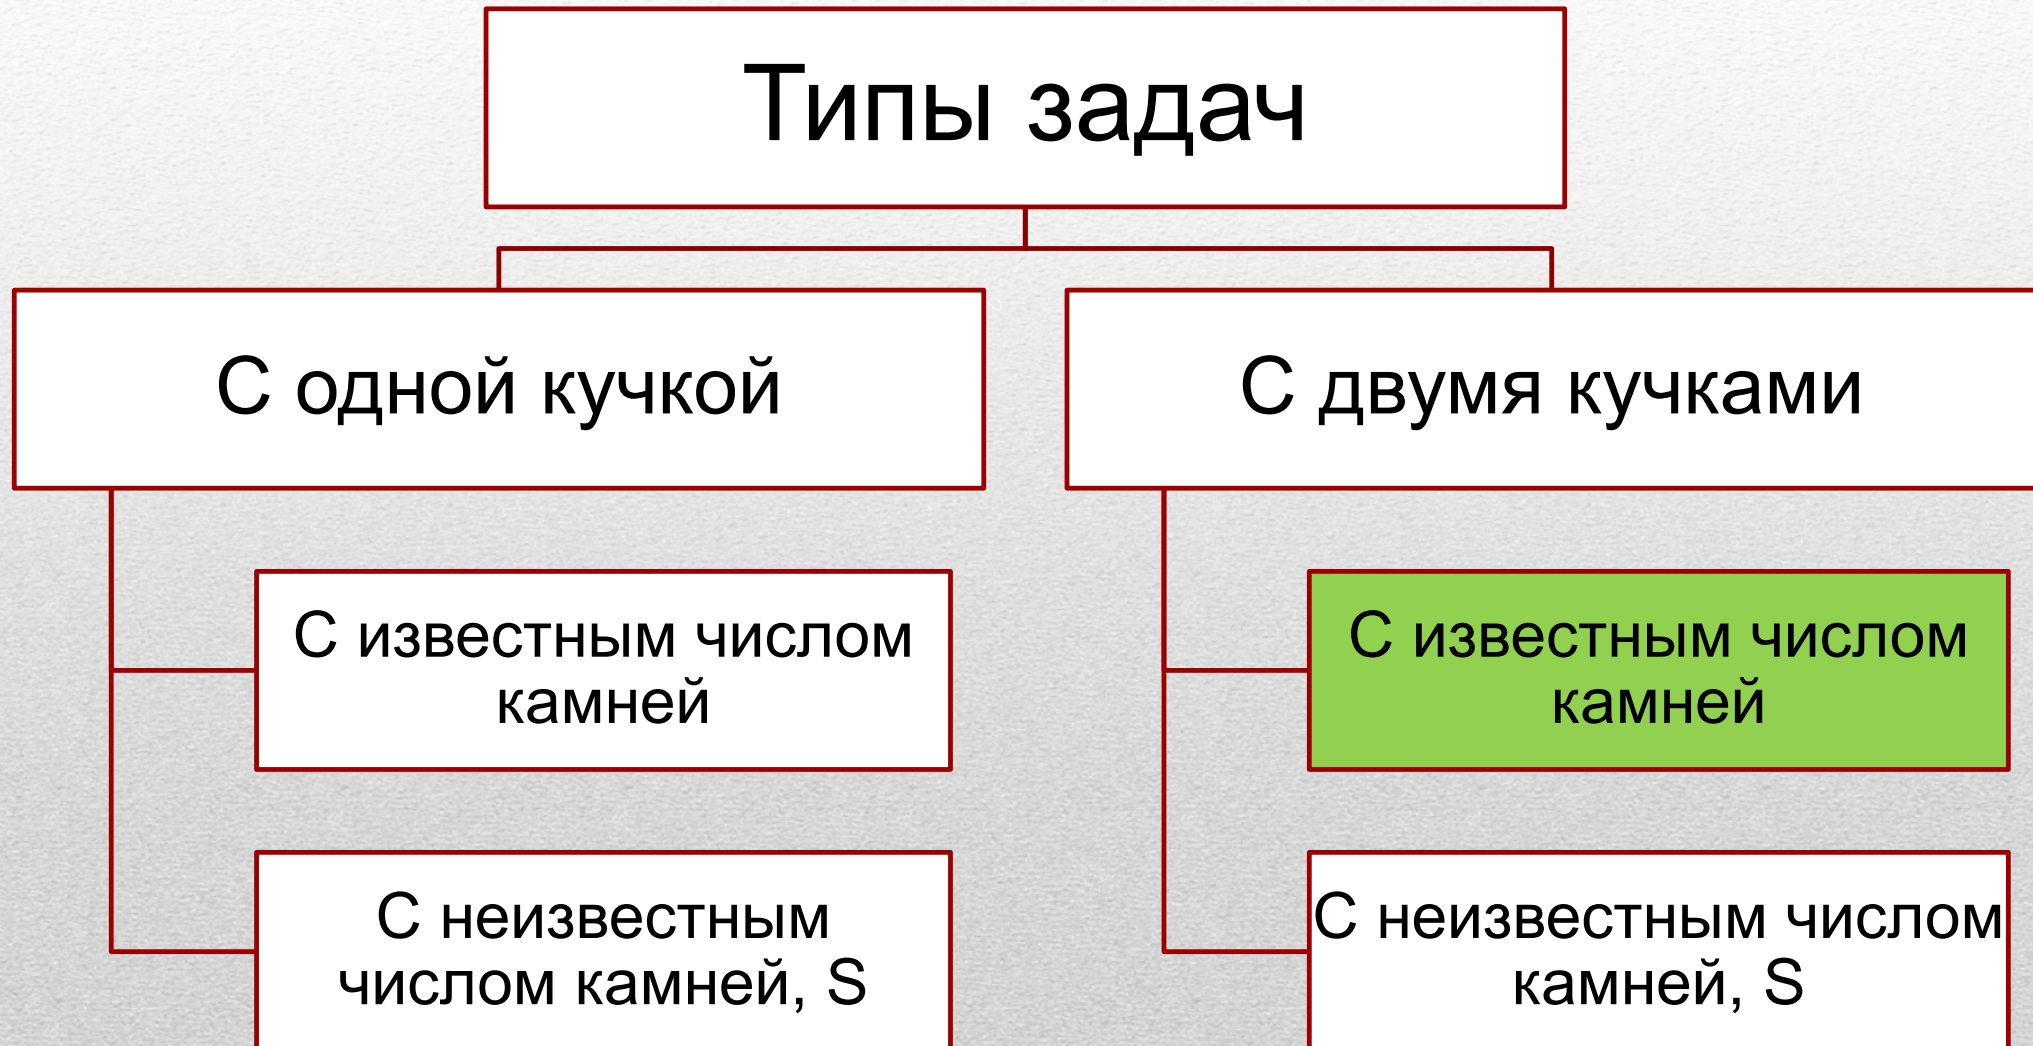 Типы задач
С одной кучкой
С двумя кучками
С известным числом
камней
С известным числом
камней
С неизвестным
числом камней, S
С неизвестным числом
камней, S